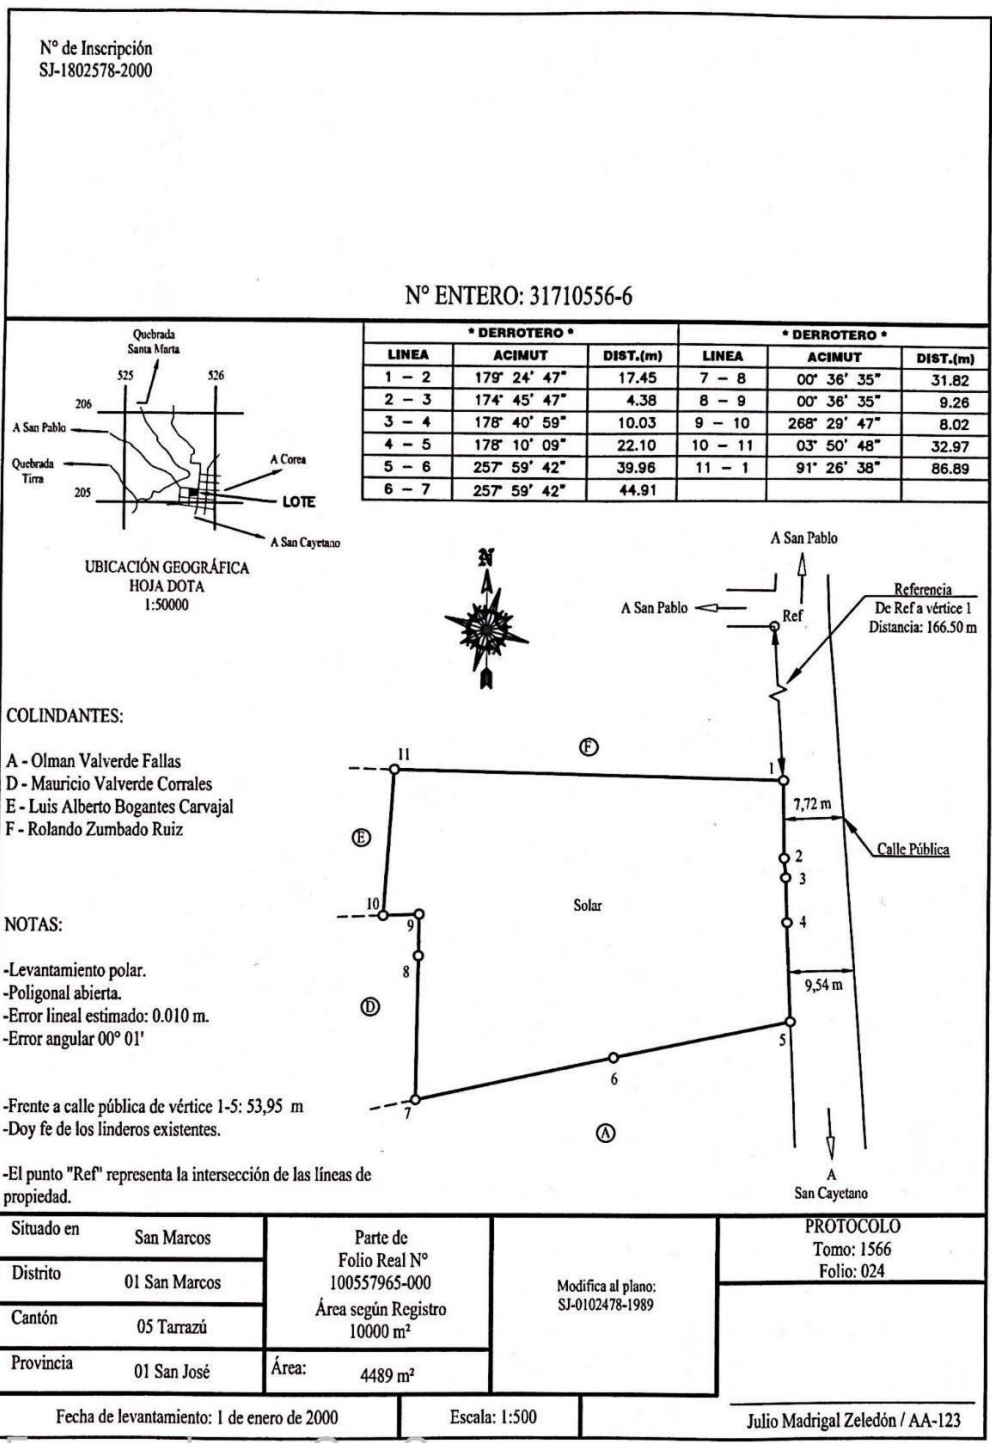 N° de Inscripción
SJ-1802578-2000
N° ENTERO: 31710556-6
Quebrada
Santa Marta
525 526
206
A San Pablo
Quebrada
Tirra
205
A Corea
LOTE
A San Cayetano
UBICACIÓN GEOGRÁFICA
HOJA DOTA
1:50000
* DERROTERO * * DERROTERO *
LINEA ACIMUT DIST.(m) LINEA ACIMUT DIST.(m)
1 - 2 179° 24' 47" 17.45 7 - 8 00° 36' 35" 31.82
2 - 3 174° 45' 47" 4.38 8 - 9 00° 36' 35" 9.26
3 - 4 178° 40' 59" 10.03 9 - 10 268° 29' 47" 8.02
4 - 5 178° 10' 09" 22.10 10 - 11 03° 50' 48" 32.97
5 - 6 257° 59' 42" 39.96 11 - 1 91° 26' 38" 86.89
6 - 7 257° 59' 42" 44.91
N
A San Pablo
A San Pablo
Ref
Referencia
De Ref a vértice 1
Distancia: 166.50 m
COLINDANTES:
A - Olman Valverde Fallas
D - Mauricio Valverde Corrales
E - Luis Alberto Bogantes Carvajal
F - Rolando Zumbado Ruiz
F
11
1
7,72 m
E
2
Calle Pública
3
10
9
Solar
4
8
9,54 m
D
5
6
7
A
A
San Cayetano
NOTAS:
-Levantamiento polar.
-Poligonal abierta.
-Error lineal estimado: 0.010 m.
-Error angular 00° 01'
-Frente a calle pública de vértice 1-5: 53,95 m
-Doy fe de los linderos existentes.
-El punto "Ref" representa la intersección de las líneas de
propiedad.
Situado en San Marcos
Distrito 01 San Marcos
Cantón 05 Tarrazú
Provincia 01 San José
Parte de
Folio Real N°
100557965-000
Área según Registro
10000 m²
Área: 4489 m²
Modifica al plano:
SJ-0102478-1989
PROTOCOLO
Tomo: 1566
Folio: 024
Fecha de levantamiento: 1 de enero de 2000
Escala: 1:500
Julio Madrigal Zeledón / AA-123